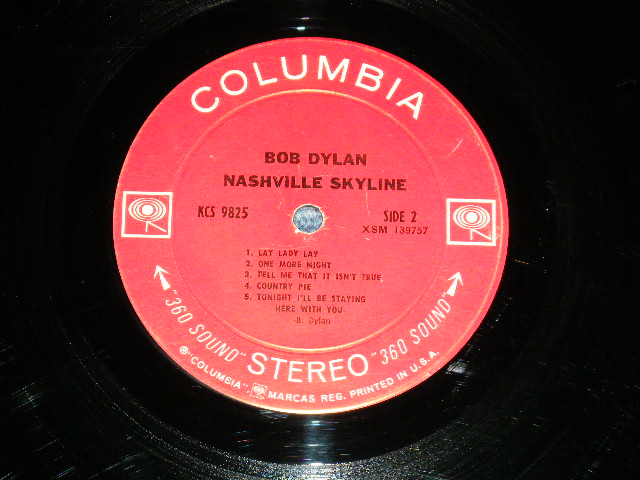 COLUMBIA
BOB DYLAN
NASHVILLE SKYLINE
KCS 9825
SIDE 2
XSM 139757
1. LAY LADY LAY
2. ONE MORE NIGHT
3. TELL ME THAT IT ISN'T TRUE
4. COUNTRY PIE
5. TONIGHT I'LL BE STAYING
HERE WITH YOU
-B. Dylan
"360 SOUND" STEREO "360 SOUND"
® "COLUMBIA", MARCAS REG. PRINTED IN U.S.A.